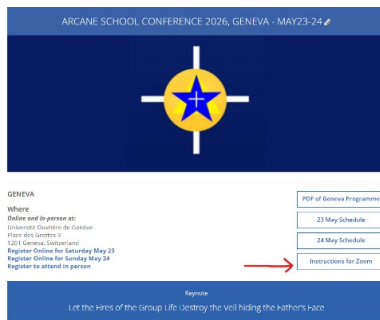 ARCANE SCHOOL CONFERENCE 2026, GENEVA - MAY23-24
GENEVA
Where
Online and in-person at:
Université Ouvrière de Genève
Place des Grottes 3
1201 Geneva, Switzerland
Register Online for Saturday May 23
Register Online for Sunday May 24
Register to attend in person
PDF of Geneva Programme
23 May Schedule
24 May Schedule
Instructions for Zoom
Keynote
Let the Fires of the Group Life Destroy the Veil hiding the Father's Face